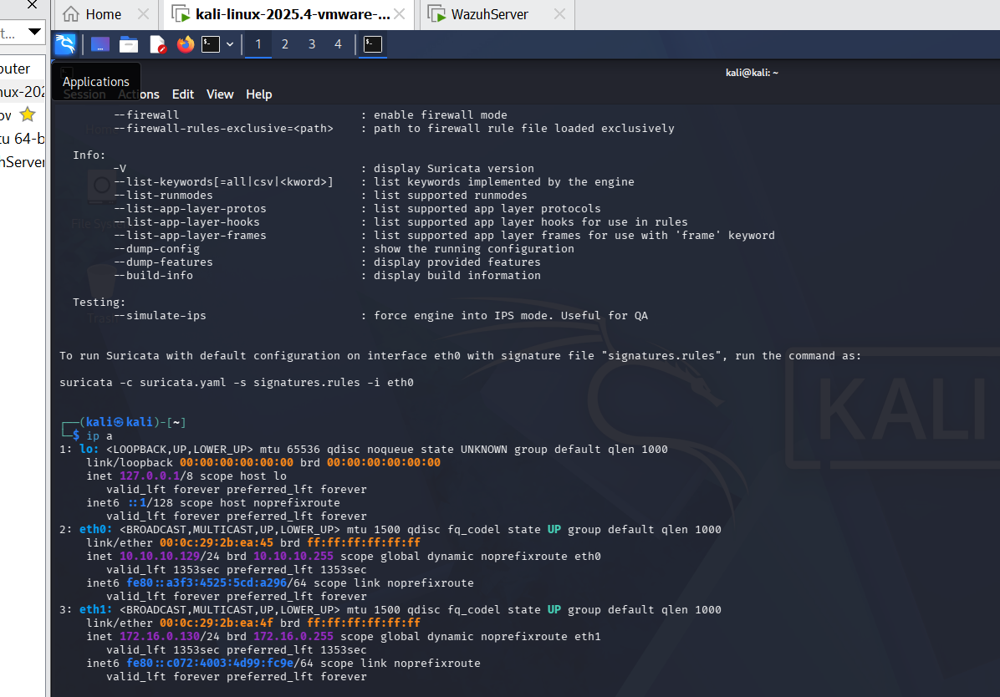 Home
kali-linux-2025.4-vmware-...
WazuhServer
t...
1 2 3 4
puter
Applications
kali@kali: ~
Session Actions Edit View Help
nux-202
ov
tu 64-b
hServer
--firewall : enable firewall mode
--firewall-rules-exclusive=<path> : path to firewall rule file loaded exclusively
Info:
-V : display Suricata version
--list-keywords[=all|csv|<kword>] : list keywords implemented by the engine
--list-runmodes : list supported runmodes
--list-app-layer-protos : list supported app layer protocols
--list-app-layer-hooks : list supported app layer hooks for use in rules
--list-app-layer-frames : list supported app layer frames for use with 'frame' keyword
--dump-config : show the running configuration
--dump-features : display provided features
--build-info : display build information
Testing:
--simulate-ips : force engine into IPS mode. Useful for QA
To run Suricata with default configuration on interface eth0 with signature file "signatures.rules", run the command as:
suricata -c suricata.yaml -s signatures.rules -i eth0
KALI
┌──(kali㉿kali)-[~]
└─$ ip a
1: lo: <LOOPBACK,UP,LOWER_UP> mtu 65536 qdisc noqueue state UNKNOWN group default qlen 1000
link/loopback 00:00:00:00:00:00 brd 00:00:00:00:00:00
inet 127.0.0.1/8 scope host lo
valid_lft forever preferred_lft forever
inet6 ::1/128 scope host noprefixroute
valid_lft forever preferred_lft forever
2: eth0: <BROADCAST,MULTICAST,UP,LOWER_UP> mtu 1500 qdisc fq_codel state UP group default qlen 1000
link/ether 00:0c:29:2b:ea:45 brd ff:ff:ff:ff:ff:ff
inet 10.10.10.129/24 brd 10.10.10.255 scope global dynamic noprefixroute eth0
valid_lft 1353sec preferred_lft 1353sec
inet6 fe80::a3f3:4525:5cd:a296/64 scope link noprefixroute
valid_lft forever preferred_lft forever
3: eth1: <BROADCAST,MULTICAST,UP,LOWER_UP> mtu 1500 qdisc fq_codel state UP group default qlen 1000
link/ether 00:0c:29:2b:ea:4f brd ff:ff:ff:ff:ff:ff
inet 172.16.0.130/24 brd 172.16.0.255 scope global dynamic noprefixroute eth1
valid_lft 1353sec preferred_lft 1353sec
inet6 fe80::c072:4003:4d99:fc9e/64 scope link noprefixroute
valid_lft forever preferred_lft forever